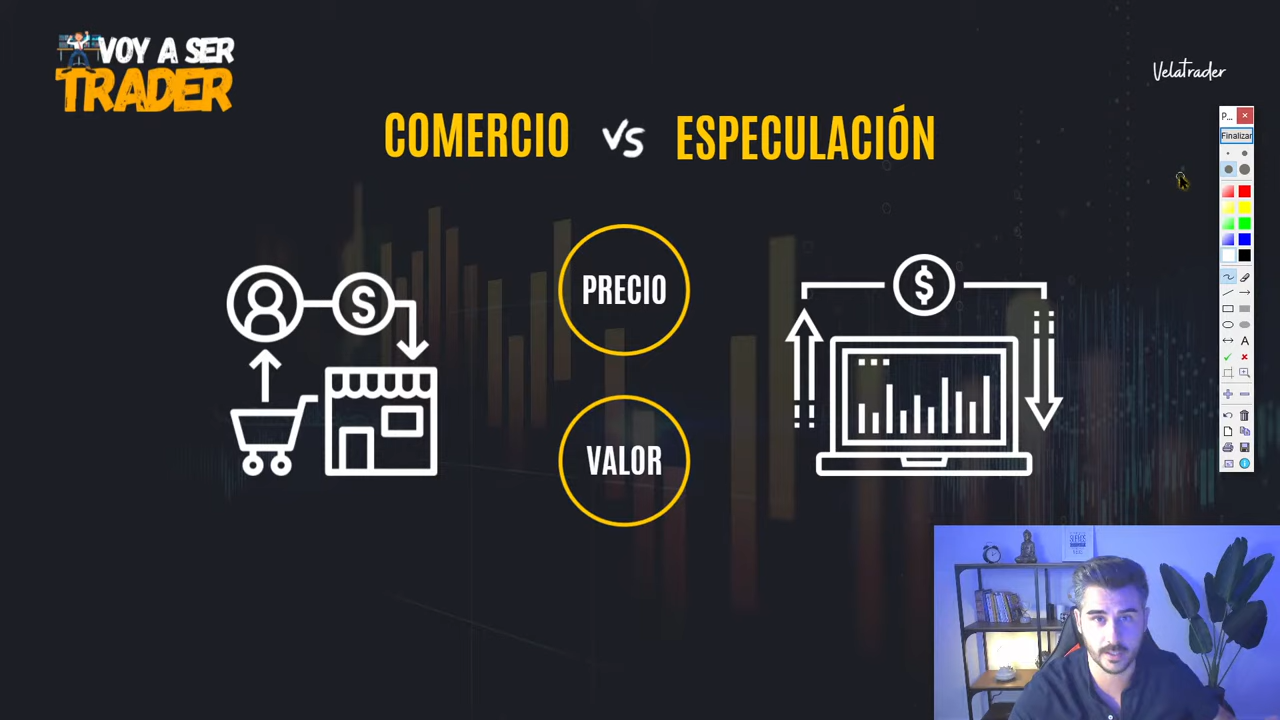 VOY A SER
TRADER
Velatrader
COMERCIO VS ESPECULACIÓN
P...
Finalizar
PRECIO
VALOR